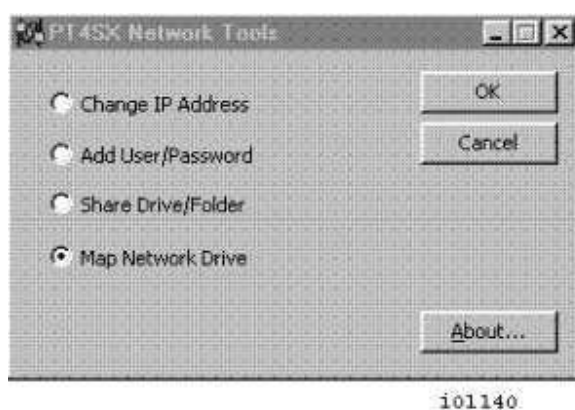 PT4SX Network Tools
Change IP Address
OK
Add User/Password
Cancel
Share Drive/Folder
Map Network Drive
About...
i01140